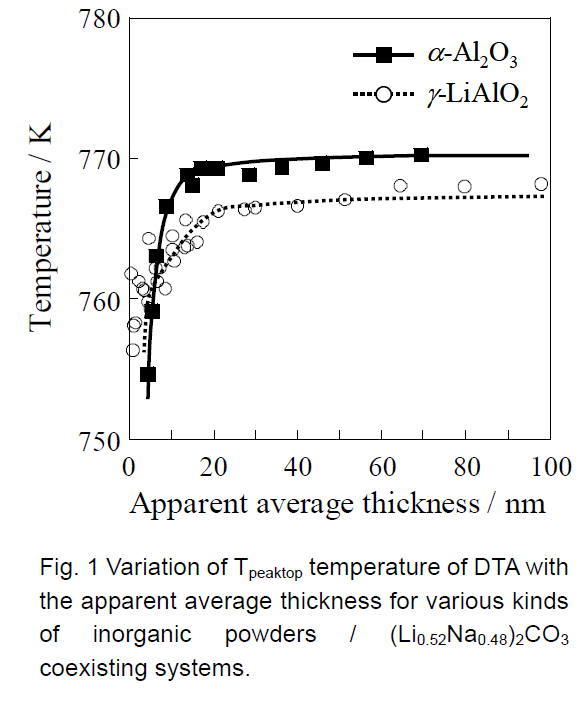 780
α-Al₂O₃
γ-LiAlO₂
770
760
750
Temperature / K
0 20 40 60 80 100
Apparent average thickness / nm
Fig. 1 Variation of Tpeaktop temperature of DTA with
the apparent average thickness for various kinds
of inorganic powders / (Li₀.₅₂Na₀.₄₈)₂CO₃
coexisting systems.